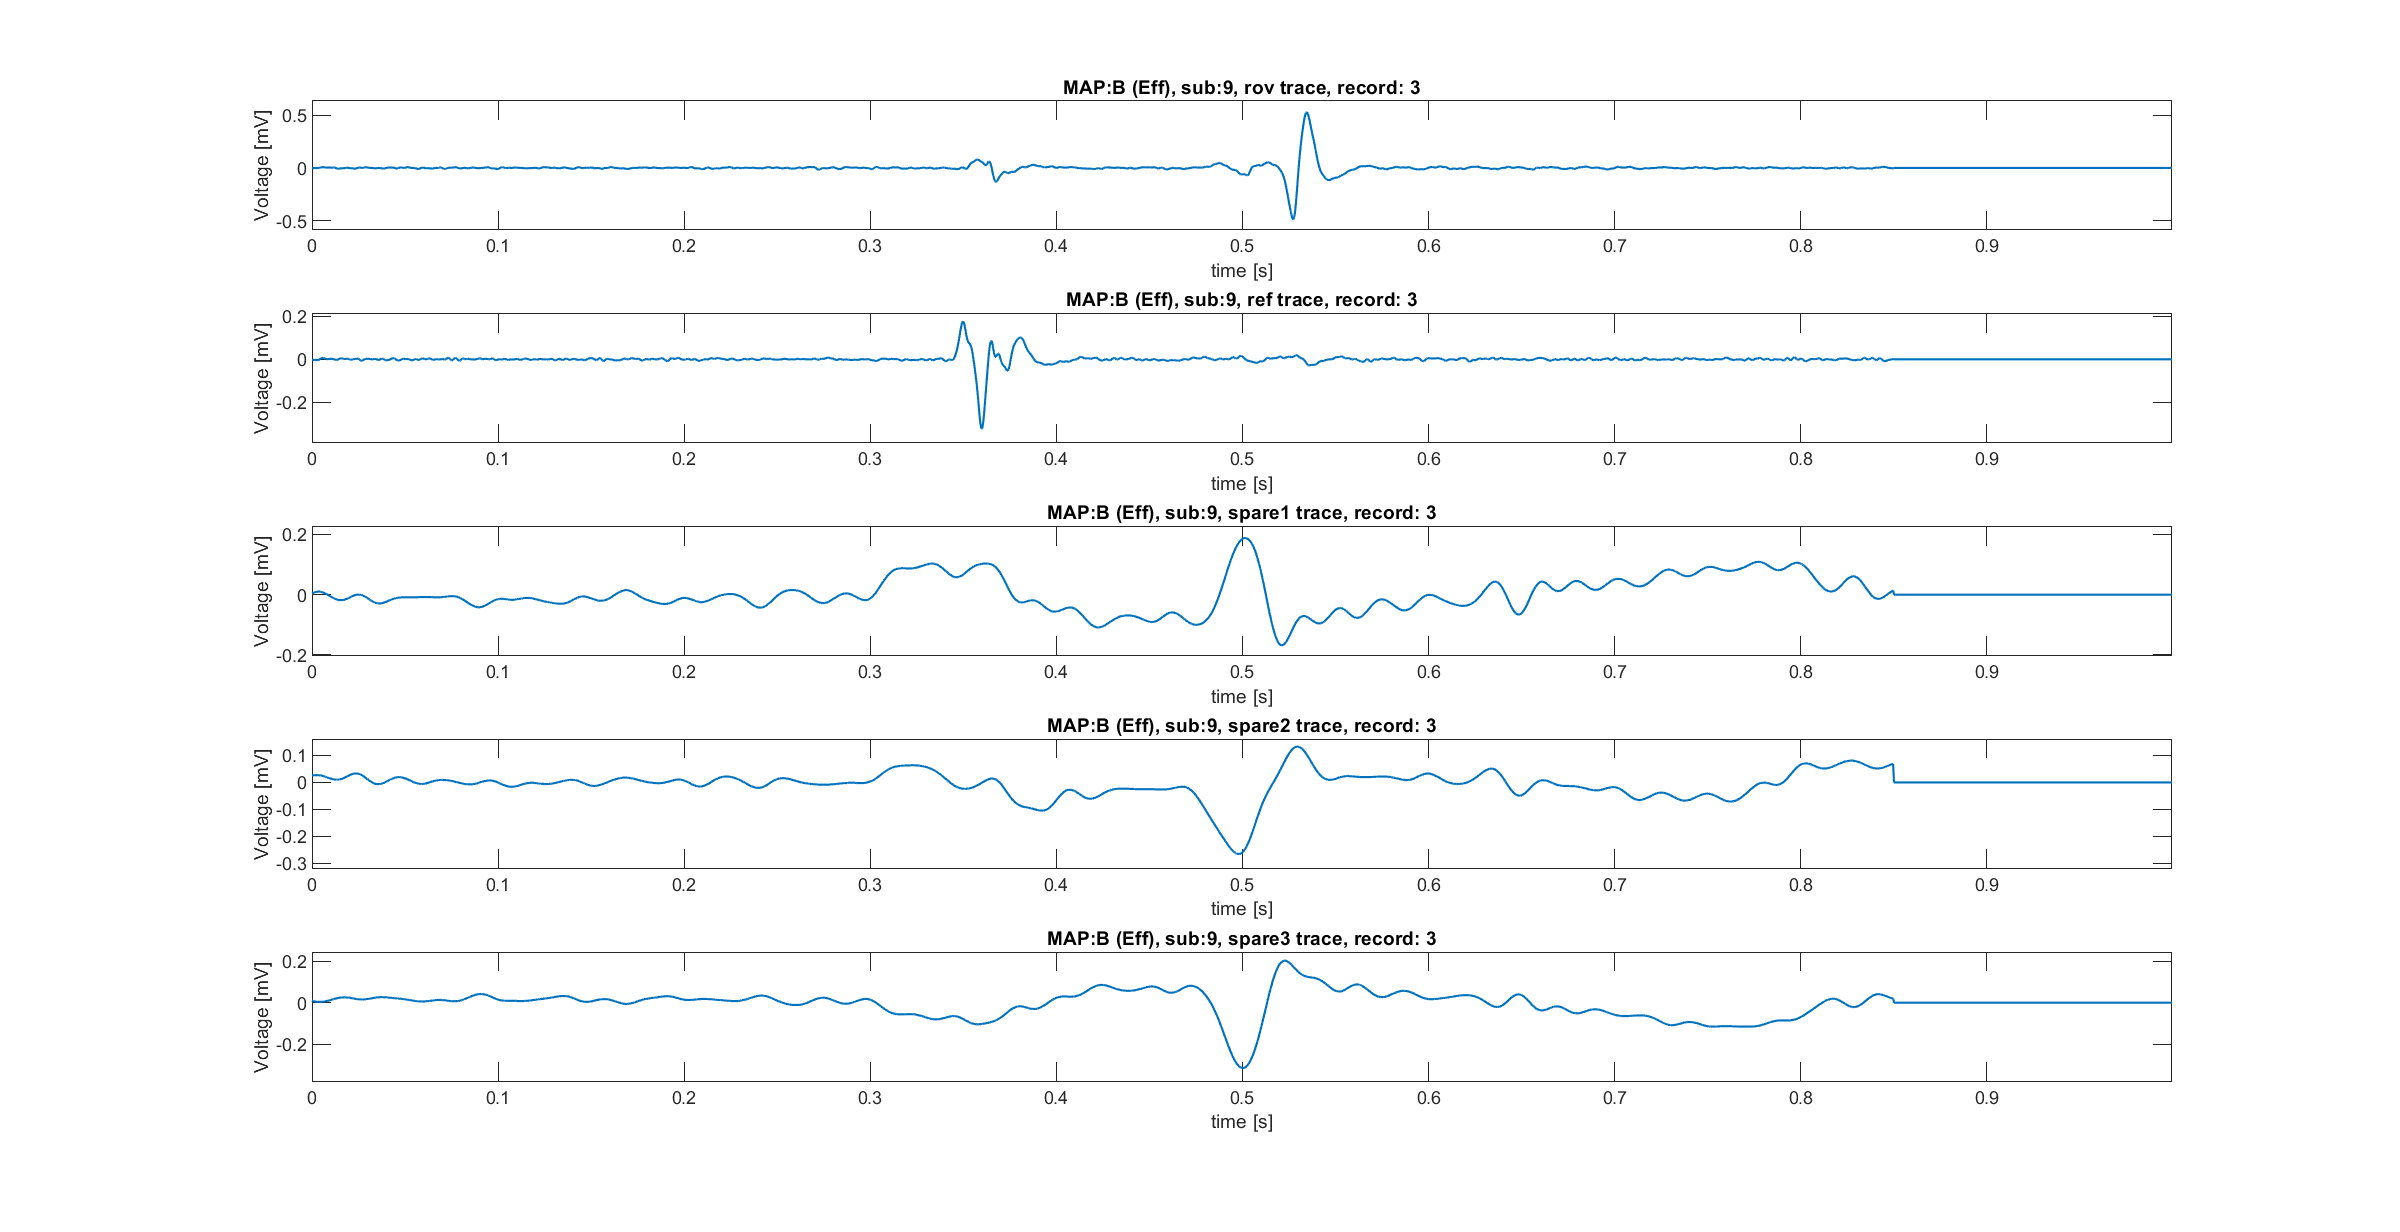 MAP:B (Eff), sub:9, rov trace, record: 3
Voltage [mV]
0.5
0
-0.5
0 0.1 0.2 0.3 0.4 0.5 0.6 0.7 0.8 0.9
time [s]
MAP:B (Eff), sub:9, ref trace, record: 3
Voltage [mV]
0.2
0
-0.2
0 0.1 0.2 0.3 0.4 0.5 0.6 0.7 0.8 0.9
time [s]
MAP:B (Eff), sub:9, spare1 trace, record: 3
Voltage [mV]
0.2
0
-0.2
0 0.1 0.2 0.3 0.4 0.5 0.6 0.7 0.8 0.9
time [s]
MAP:B (Eff), sub:9, spare2 trace, record: 3
Voltage [mV]
0.1
0
-0.1
-0.2
-0.3
0 0.1 0.2 0.3 0.4 0.5 0.6 0.7 0.8 0.9
time [s]
MAP:B (Eff), sub:9, spare3 trace, record: 3
Voltage [mV]
0.2
0
-0.2
0 0.1 0.2 0.3 0.4 0.5 0.6 0.7 0.8 0.9
time [s]